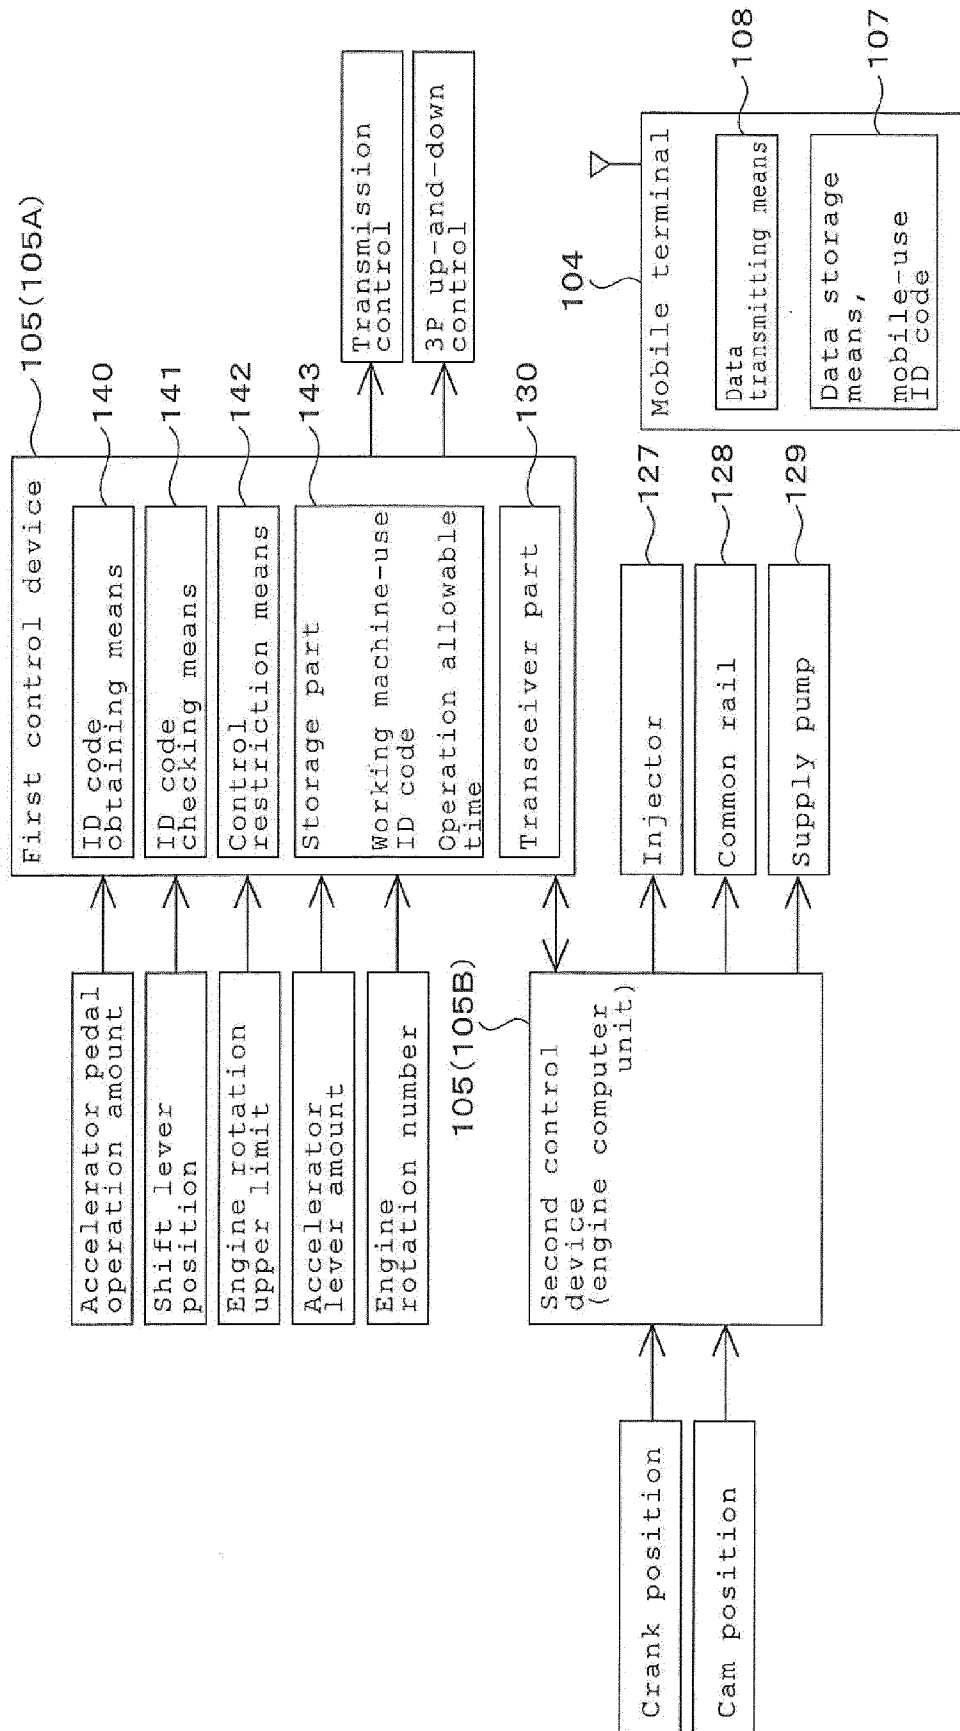 105(105A)
First control device
ID code
obtaining means
140
ID code
checking means
141
Control
restriction means
142
Storage part
Working machine-use
ID code
Operation allowable
time
143
Transceiver part
130
Accelerator pedal
operation amount
Shift lever
position
Engine rotation
upper limit
Accelerator
lever amount
Engine
rotation number
Transmission
control
3P up-and-down
control
105(105B)
Second control
device
(engine computer
unit)
Crank position
Cam position
Injector
127
Common rail
128
Supply pump
129
104
Mobile terminal
Data
transmitting means
108
Data storage
means,
mobile-use
ID code
107